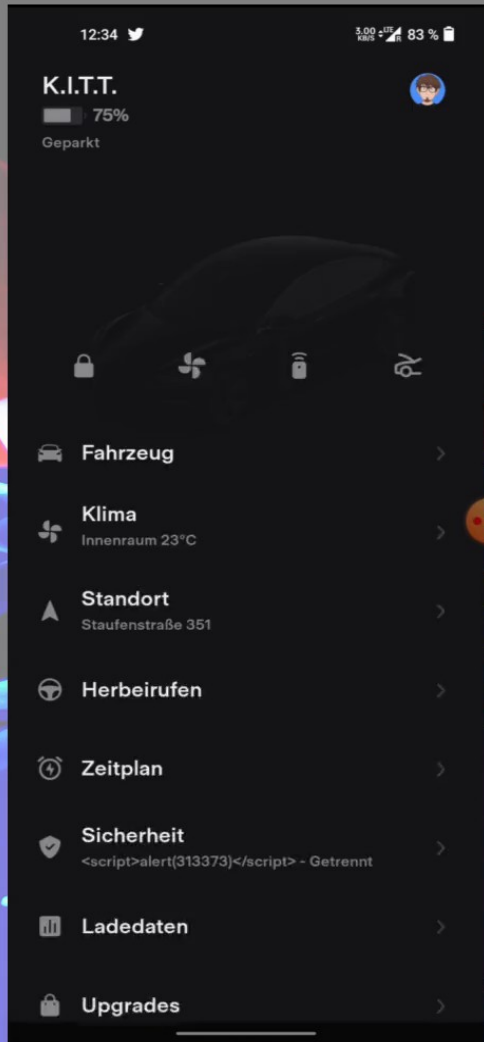 12:34 3.00 KB/S LTE R 83 %
K.I.T.T.
75%
Geparkt
Fahrzeug
Klima
Innenraum 23°C
Standort
Staufenstraße 351
Herbeirufen
Zeitplan
Sicherheit
<script>alert(313373)</script> - Getrennt
Ladedaten
Upgrades